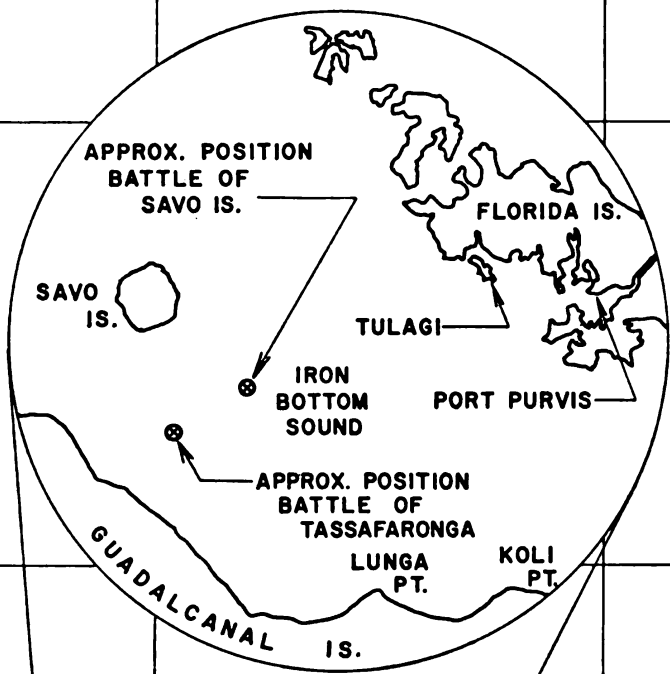 APPROX. POSITION
BATTLE OF
SAVO IS.
FLORIDA IS.
SAVO
IS.
TULAGI
IRON
BOTTOM
SOUND
PORT PURVIS
APPROX. POSITION
BATTLE OF
TASSAFARONGA
LUNGA
PT.
KOLI
PT.
GUADALCANAL IS.